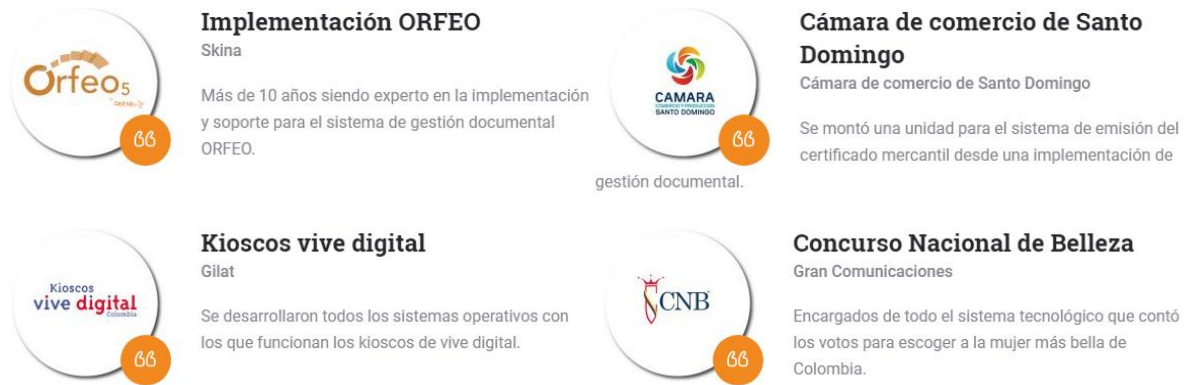 Orfeo5
Implementación ORFEO
Skina
Más de 10 años siendo experto en la implementación
y soporte para el sistema de gestión documental
ORFEO.
CAMARA
COMERCIO Y PRODUCCION
SANTO DOMINGO
Cámara de comercio de Santo
Domingo
Cámara de comercio de Santo Domingo
Se montó una unidad para el sistema de emisión del
certificado mercantil desde una implementación de
gestión documental.
Kioscos
vive digital
Colombia
Kioscos vive digital
Gilat
Se desarrollaron todos los sistemas operativos con
los que funcionan los kioscos de vive digital.
CNB
Concurso Nacional de Belleza
Gran Comunicaciones
Encargados de todo el sistema tecnológico que contó
los votos para escoger a la mujer más bella de
Colombia.